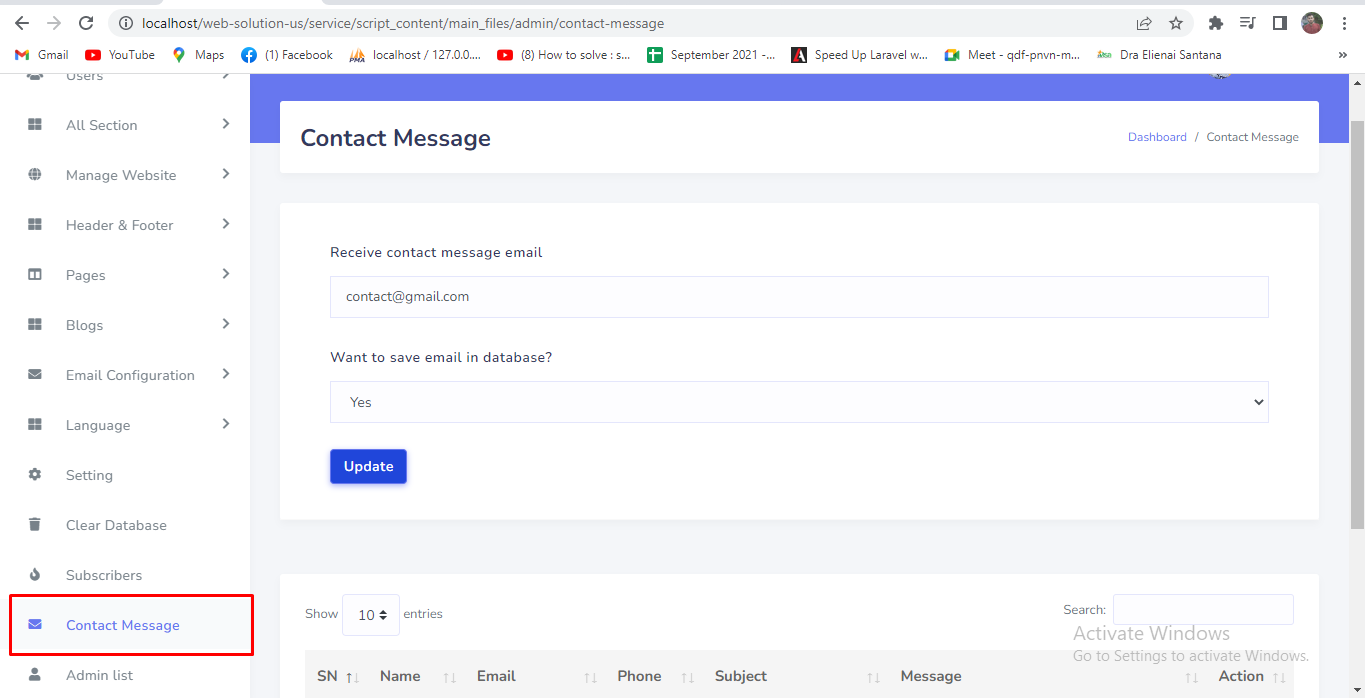 localhost/web-solution-us/service/script_content/main_files/admin/contact-message
Gmail
YouTube
Maps
(1) Facebook
localhost / 127.0.0....
(8) How to solve : s...
September 2021 -...
Speed Up Laravel w...
Meet - qdf-pnvn-m...
Dra Elienai Santana
»
Users
All Section
Manage Website
Header & Footer
Pages
Blogs
Email Configuration
Language
Setting
Clear Database
Subscribers
Contact Message
Admin list
Contact Message
Dashboard / Contact Message
Receive contact message email
contact@gmail.com
Want to save email in database?
Yes
Update
Show 10 entries
Search:
Activate Windows
Go to Settings to activate Windows.
SN Name Email Phone Subject Message Action